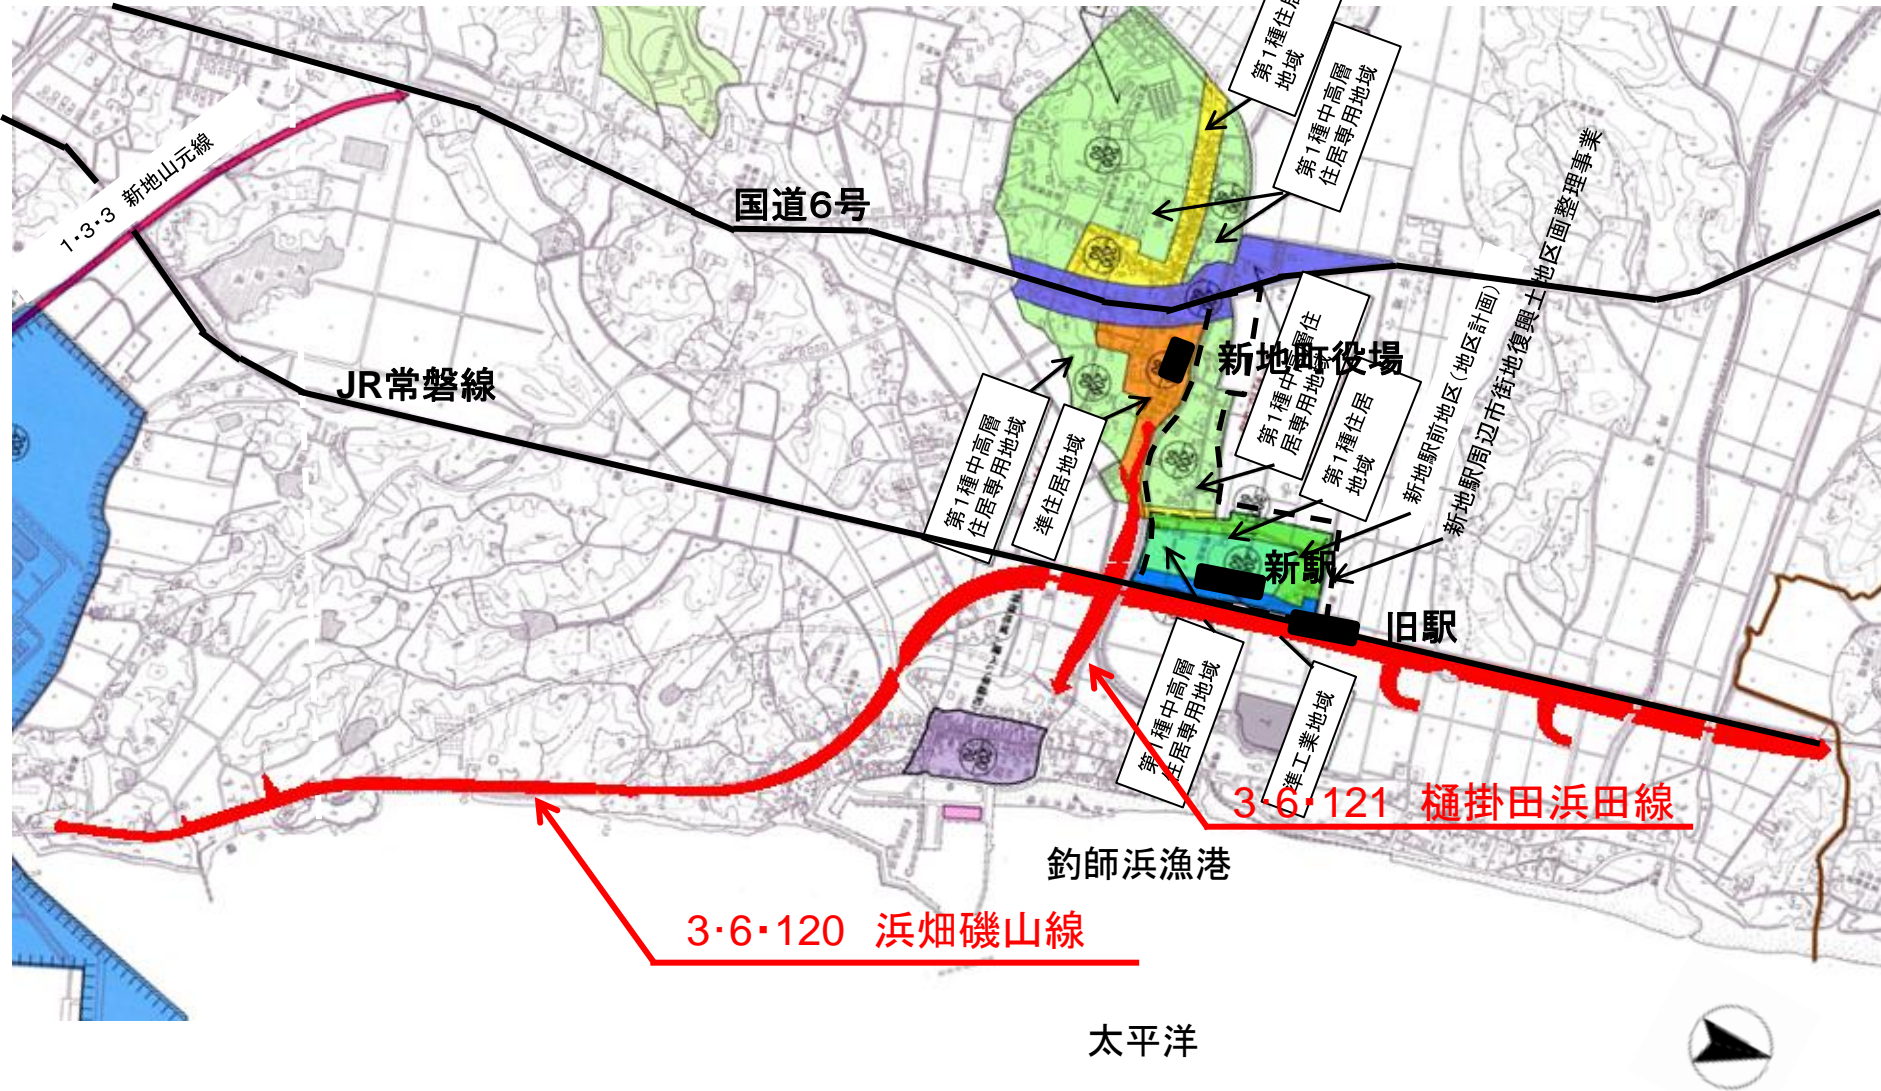 第1種住居
地域
第1種中高層
住居専用地域
1・3・3 新地山元線
国道6号
新地駅周辺市街地復興土地区画整理事業
新地駅前地区(地区計画)
第1種中高層住
居専用地域
新地町役場
第1種住居
地域
JR常磐線
第1種中高層
住居専用地域
準住居地域
新駅
旧駅
第1種中高層
住居専用地域
準工業地域
3・6・121 樋掛田浜田線
釣師浜漁港
3・6・120 浜畑磯山線
太平洋